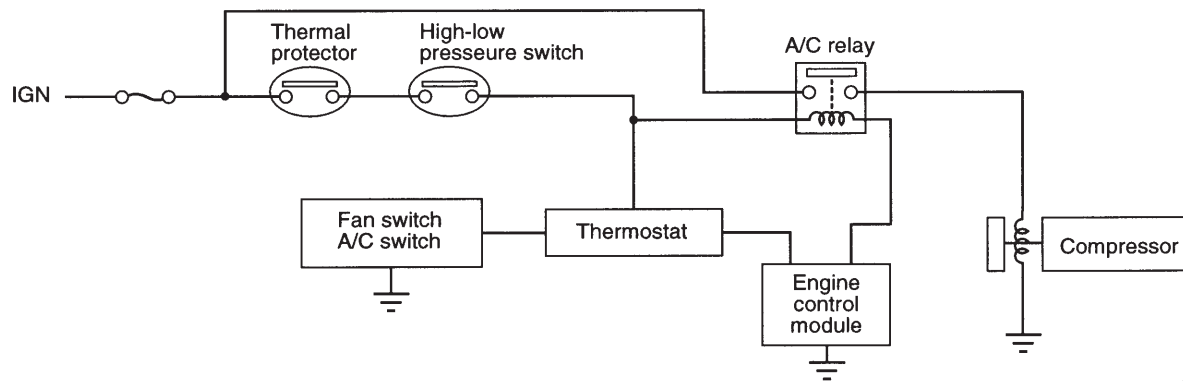 Thermal
protector
High-low
presseure switch
A/C relay
IGN
Fan switch
A/C switch
Thermostat
Compressor
Engine
control
module